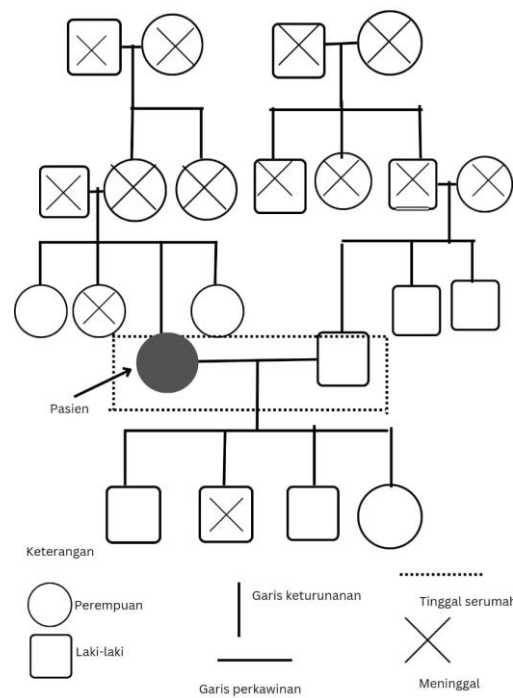 Pasien
Keterangan
Perempuan
Laki-laki
Garis keturunanan
Garis perkawinan
Tinggal serumah
Meninggal